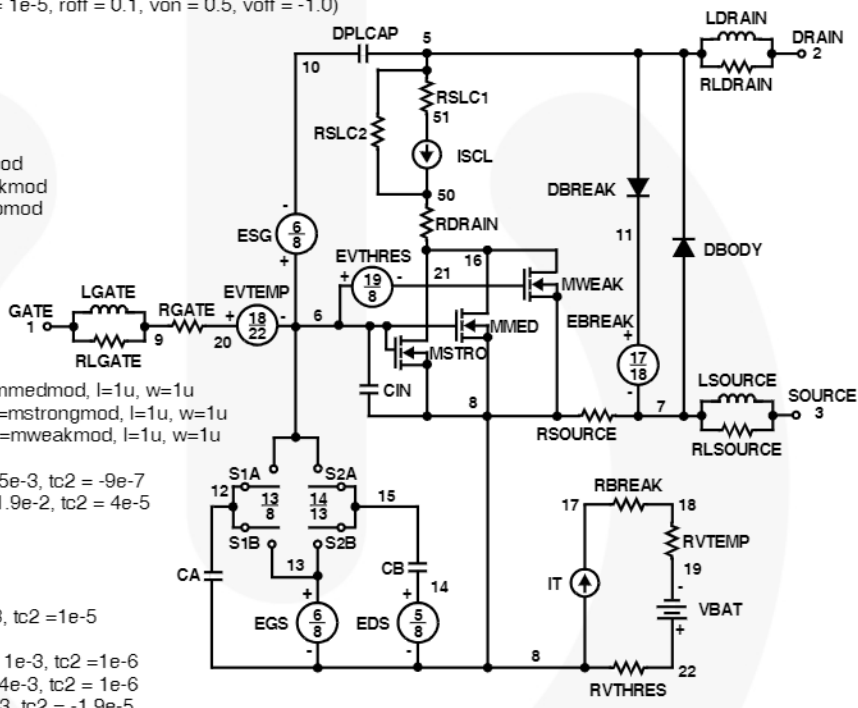 = 1e-5, roff = 0.1, von = 0.5, voff = -1.0)
LDRAIN
DPLCAP
5
DRAIN
2
10
RLDRAIN
RSLC1
51
RSLC2
ISCL
50
DBREAK
RDRAIN
ESG
6
8
11
DBODY
EVTHRES
16
21
19
8
MWEAK
LGATE
EVTEMP
GATE
1
RGATE
18
22
6
MMED
EBREAK
9
20
MSTRO
17
18
RLGATE
LSOURCE
CIN
8
SOURCE
3
mmedmod, l=1u, w=1u
=mstrongmod, l=1u, w=1u
=mweakmod, l=1u, w=1u
7
RSOURCE
RLSOURCE
5e-3, tc2 = -9e-7
1.9e-2, tc2 = 4e-5
S1A
S2A
12
13
8
14
13
15
RBREAK
17
18
S1B
S2B
RVTEMP
13
CA
CB
14
IT
19
VBAT
EGS
6
8
EDS
5
8
3, tc2 =1e-5
1e-3, tc2 =1e-6
4e-3, tc2 = 1e-6
8
22
RVTHRES
3, tc2 = -1.9e-5